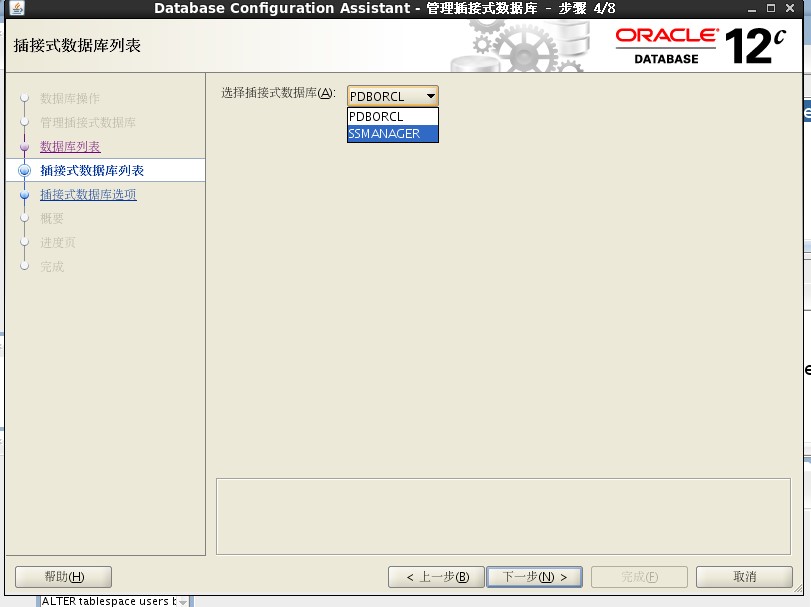 Database Configuration Assistant - 管理插接式数据库 - 步骤 4/8
插接式数据库列表
ORACLE
DATABASE
12c
数据库操作
管理插接式数据库
数据库列表
插接式数据库列表
插接式数据库选项
概要
进度页
完成
选择插接式数据库(A):
PDBORCL
PDBORCL
SSMANAGER
帮助(H)
< 上一步(B)
下一步(N) >
完成(F)
取消
ALTER tablespace users b